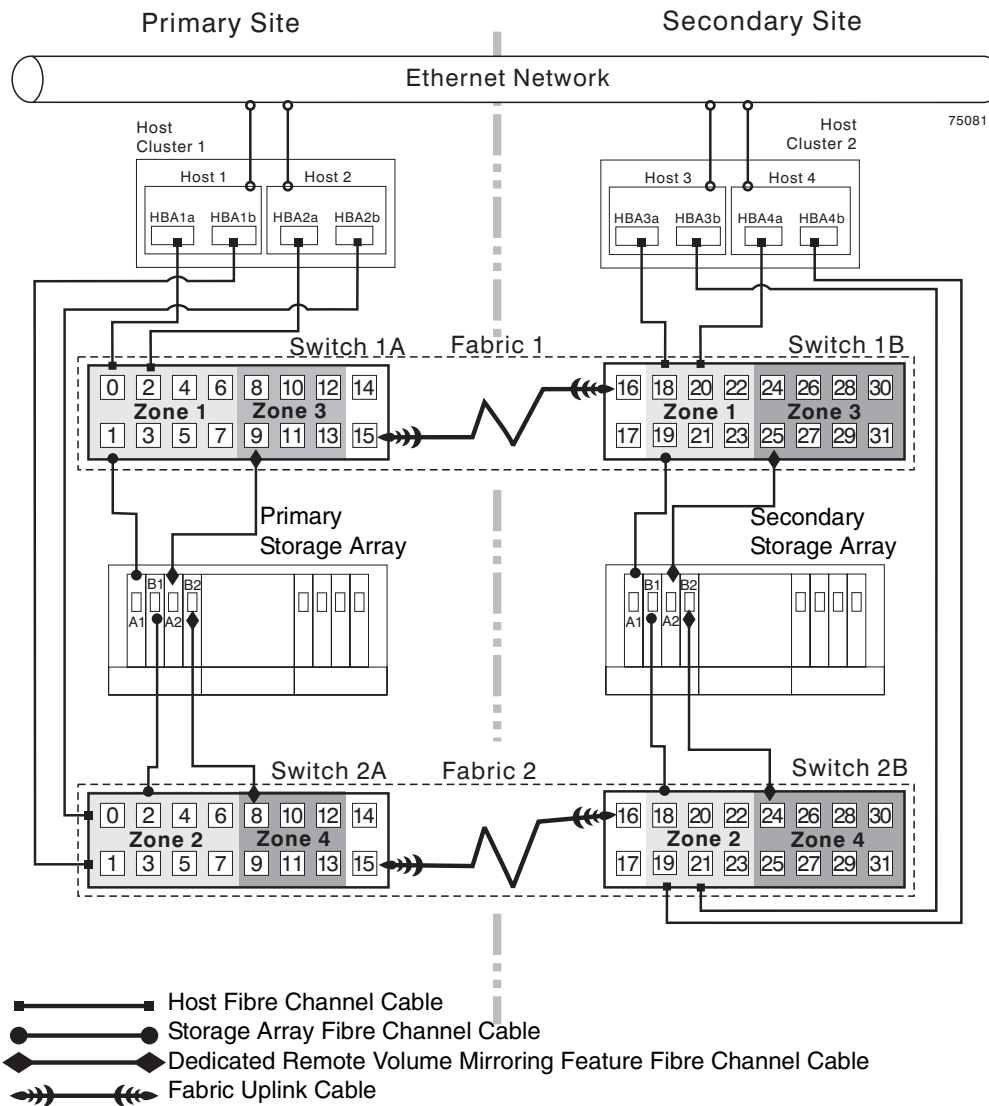 Primary Site
Secondary Site
Ethernet Network
75081
Host
Cluster 1
Host 1
Host 2
HBA1a
HBA1b
HBA2a
HBA2b
Host
Cluster 2
Host 3
Host 4
HBA3a
HBA3b
HBA4a
HBA4b
Switch 1A
Fabric 1
Switch 1B
0 2 4 6 8 10 12 14
Zone 1 Zone 3
1 3 5 7 9 11 13 15
16 18 20 22 24 26 28 30
Zone 1 Zone 3
17 19 21 23 25 27 29 31
Primary
Storage Array
A1 B1 A2 B2
Secondary
Storage Array
A1 B1 A2 B2
Switch 2A
Fabric 2
Switch 2B
0 2 4 6 8 10 12 14
Zone 2 Zone 4
1 3 5 7 9 11 13 15
16 18 20 22 24 26 28 30
Zone 2 Zone 4
17 19 21 23 25 27 29 31
Host Fibre Channel Cable
Storage Array Fibre Channel Cable
Dedicated Remote Volume Mirroring Feature Fibre Channel Cable
Fabric Uplink Cable